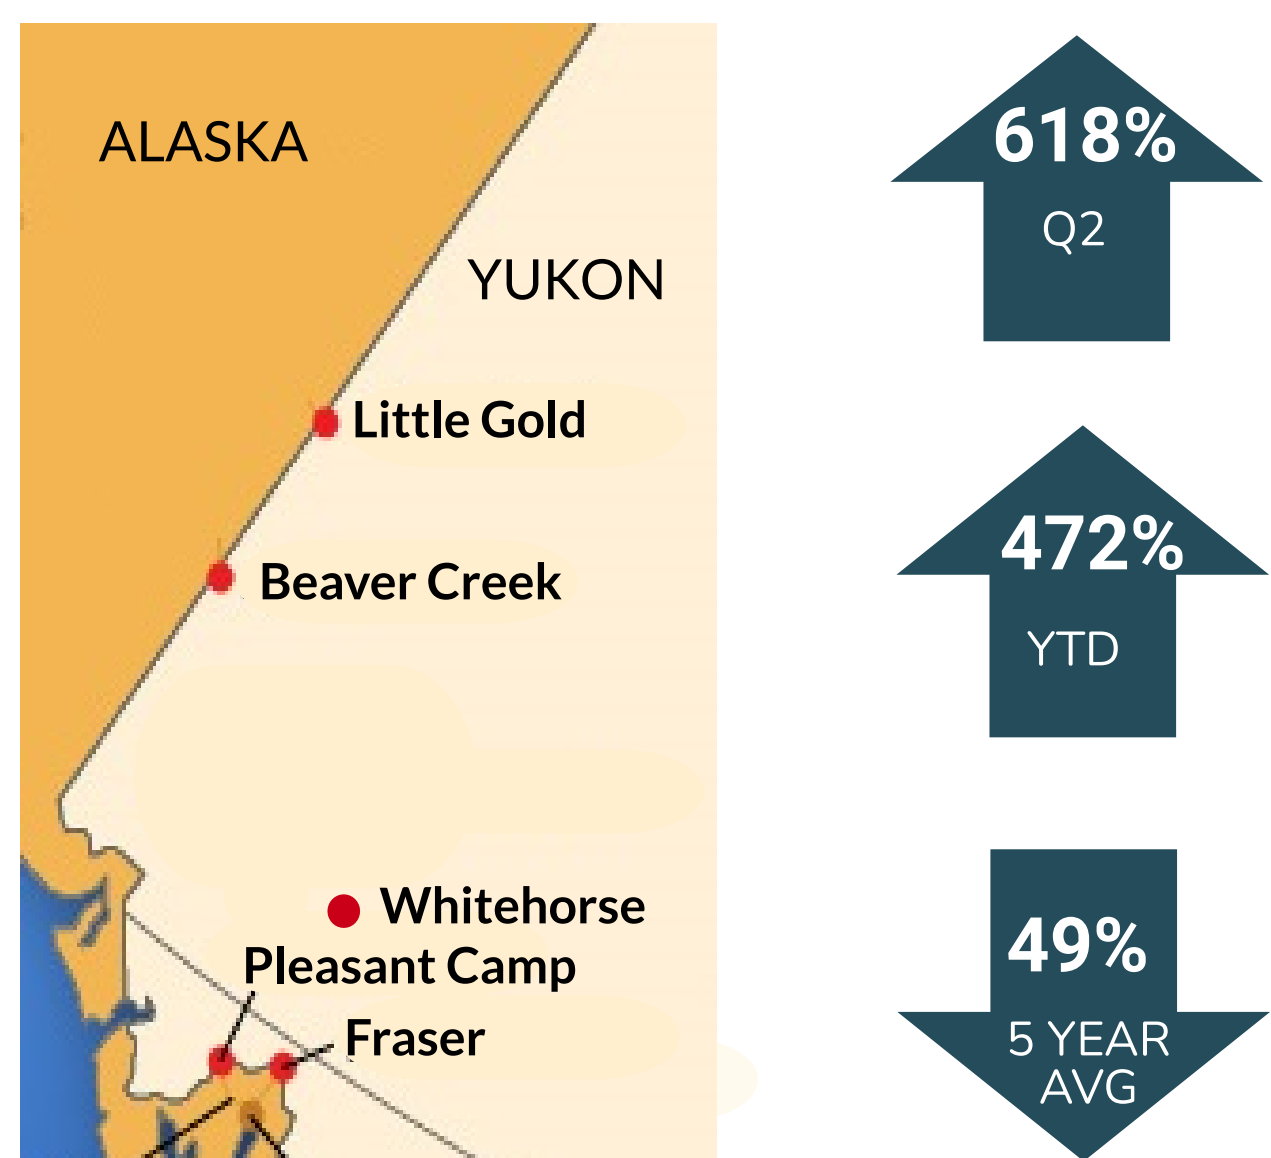 ALASKA
YUKON
Little Gold
Beaver Creek
Whitehorse
Pleasant Camp
Fraser
618%
Q2
472%
YTD
49%
5 YEAR
AVG